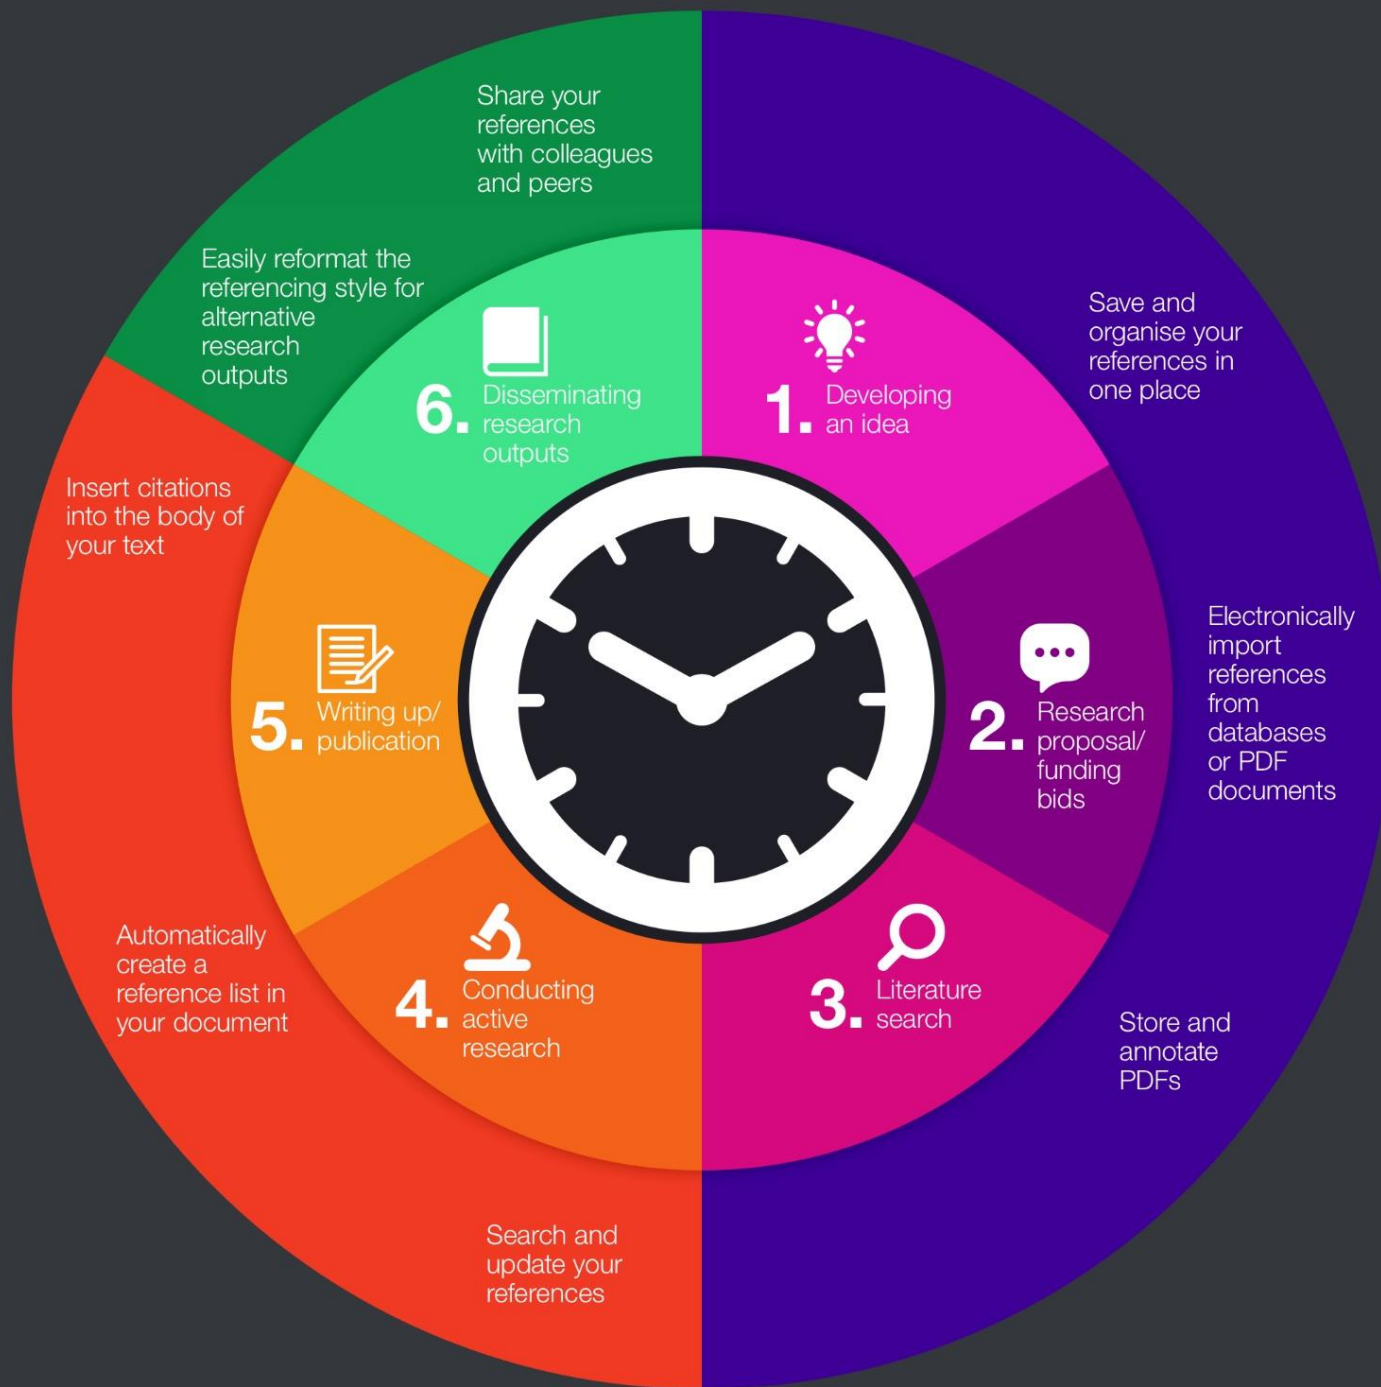 1. Developing
an idea
2. Research
proposal/
funding
bids
3. Literature
search
4. Conducting
active
research
5. Writing up/
publication
6. Disseminating
research
outputs
Save and
organise your
references in
one place
Electronically
import
references
from
databases
or PDF
documents
Store and
annotate
PDFs
Search and
update your
references
Automatically
create a
reference list in
your document
Insert citations
into the body of
your text
Easily reformat the
referencing style for
alternative
research
outputs
Share your
references
with colleagues
and peers